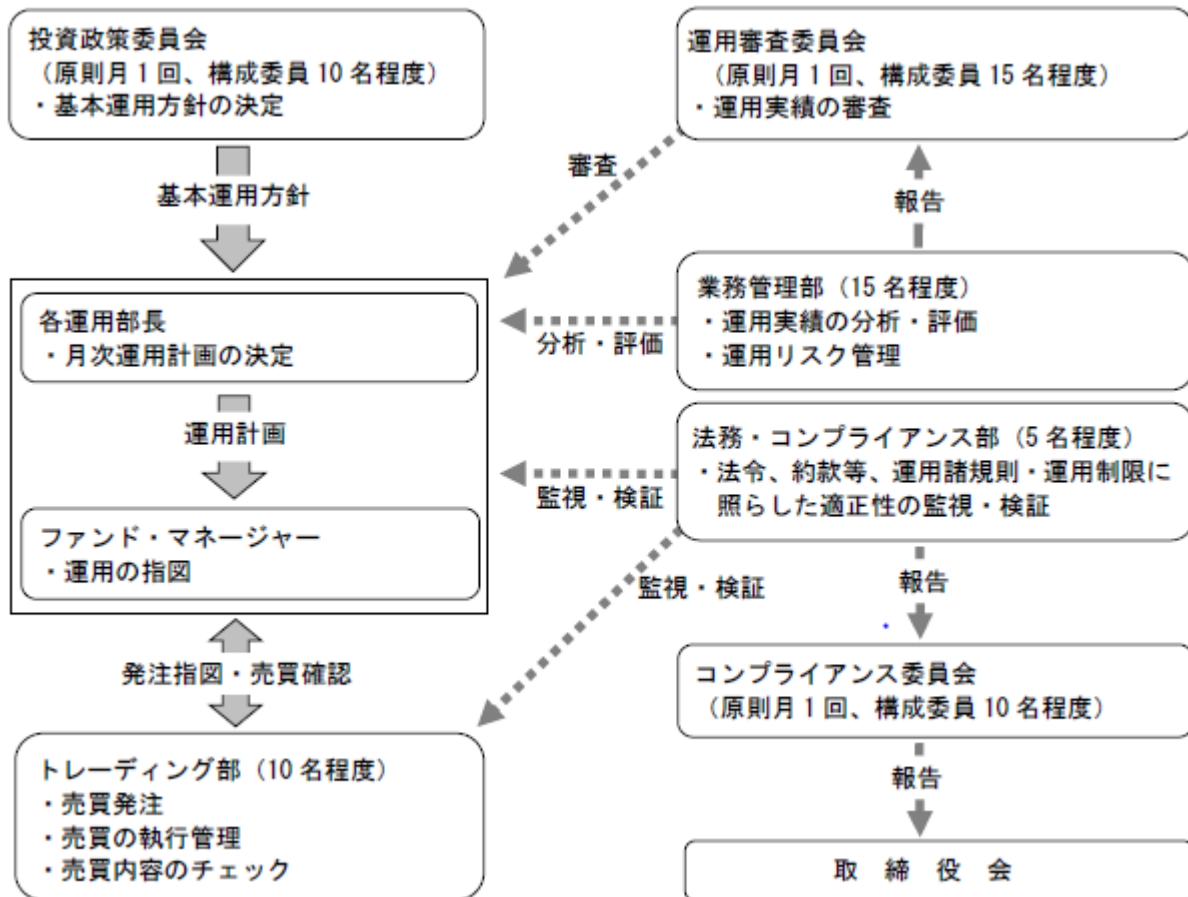 投資政策委員会
（原則月１回、構成委員 10 名程度）
・基本運用方針の決定
基本運用方針
各運用部長
・月次運用計画の決定
運用計画
ファンド・マネージャー
・運用の指図
発注指図・売買確認
トレーディング部（10 名程度）
・売買発注
・売買の執行管理
・売買内容のチェック
運用審査委員会
（原則月１回、構成委員 15 名程度）
・運用実績の審査
審査
報告
業務管理部（15 名程度）
・運用実績の分析・評価
・運用リスク管理
分析・評価
法務・コンプライアンス部（5 名程度）
・法令、約款等、運用諸規則・運用制限に
照らした適正性の監視・検証
監視・検証
監視・検証
報告
コンプライアンス委員会
（原則月１回、構成委員 10 名程度）
報告
取　締　役　会